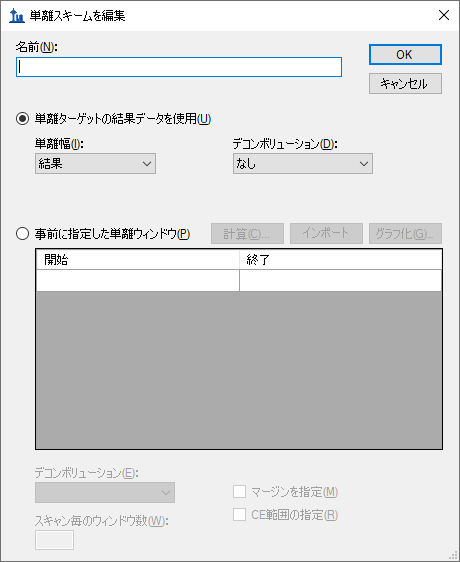 単離スキームを編集
名前(N):
OK
キャンセル
単離ターゲットの結果データを使用(U)
単離幅(I):
デコンボリューション(D):
結果
なし
事前に指定した単離ウィンドウ(P)
計算(C)...
インポート
グラフ化(G)...
開始
終了
デコンボリューション(E):
マージンを指定(M)
CE範囲の指定(R)
スキャン毎のウィンドウ数(W):